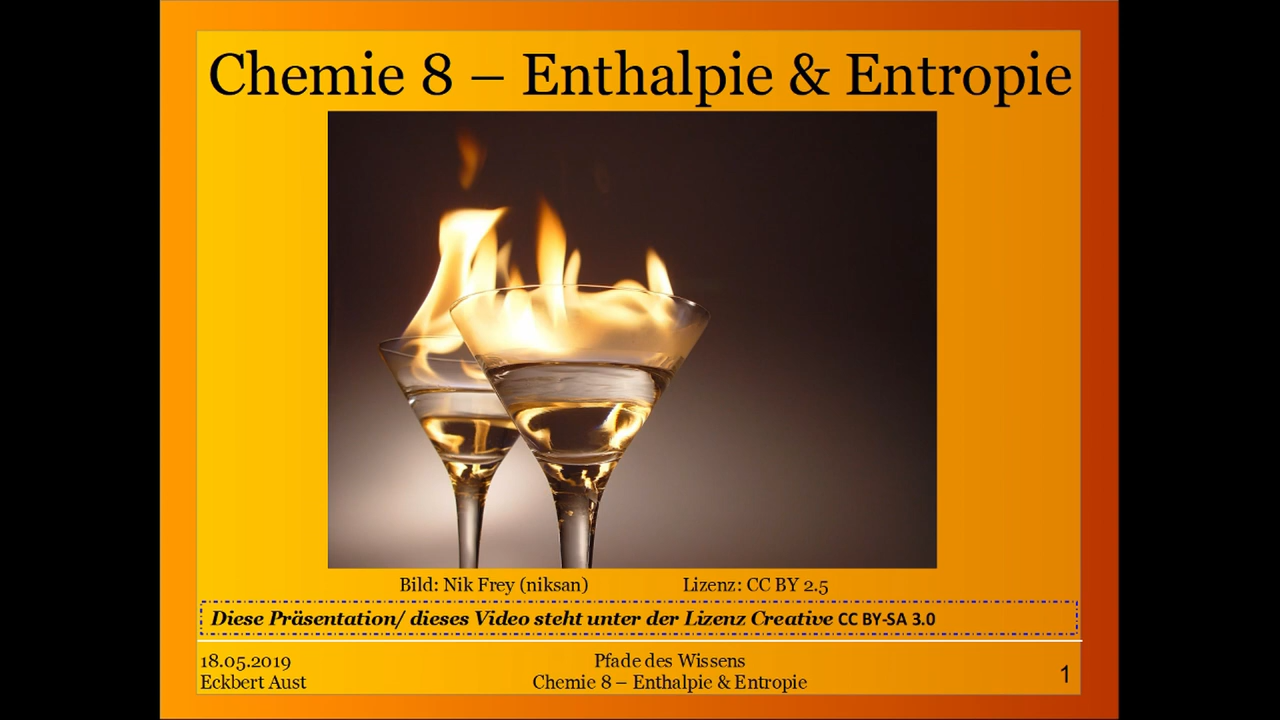 Chemie 8 – Enthalpie & Entropie
Bild: Nik Frey (niksan) Lizenz: CC BY 2.5
Diese Präsentation/ dieses Video steht unter der Lizenz Creative CC BY-SA 3.0
18.05.2019 Pfade des Wissens
Eckbert Aust Chemie 8 – Enthalpie & Entropie 1